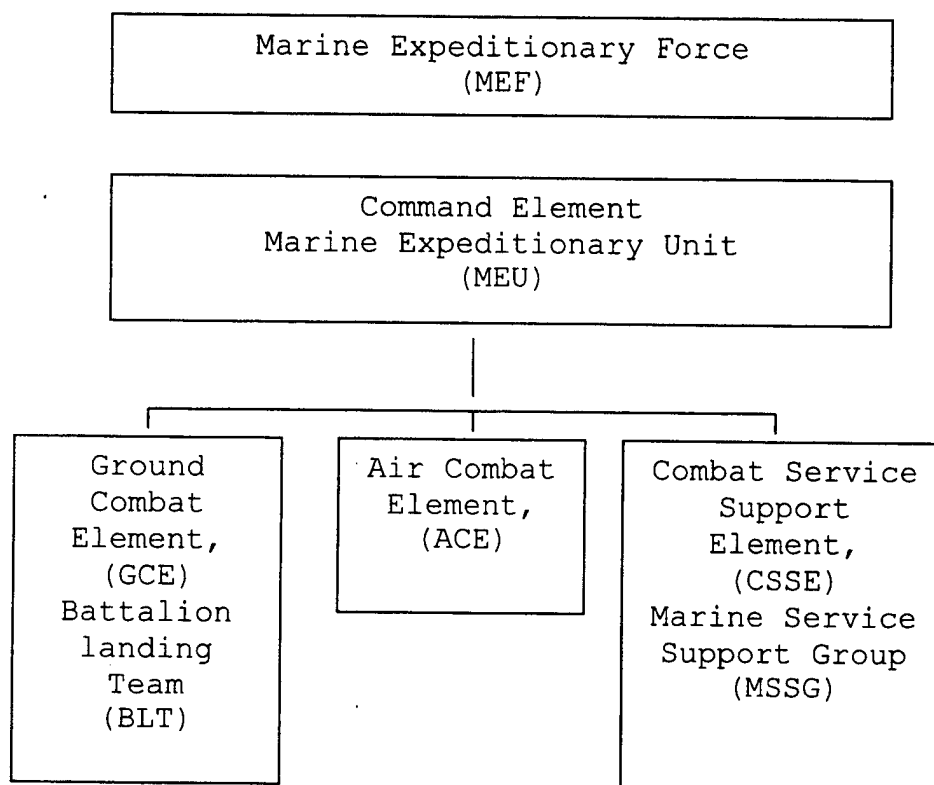 Marine Expeditionary Force
(MEF)
Command Element
Marine Expeditionary Unit
(MEU)
Ground
Combat
Element,
(GCE)
Battalion
landing
Team
(BLT)
Air Combat
Element,
(ACE)
Combat Service
Support
Element,
(CSSE)
Marine Service
Support Group
(MSSG)